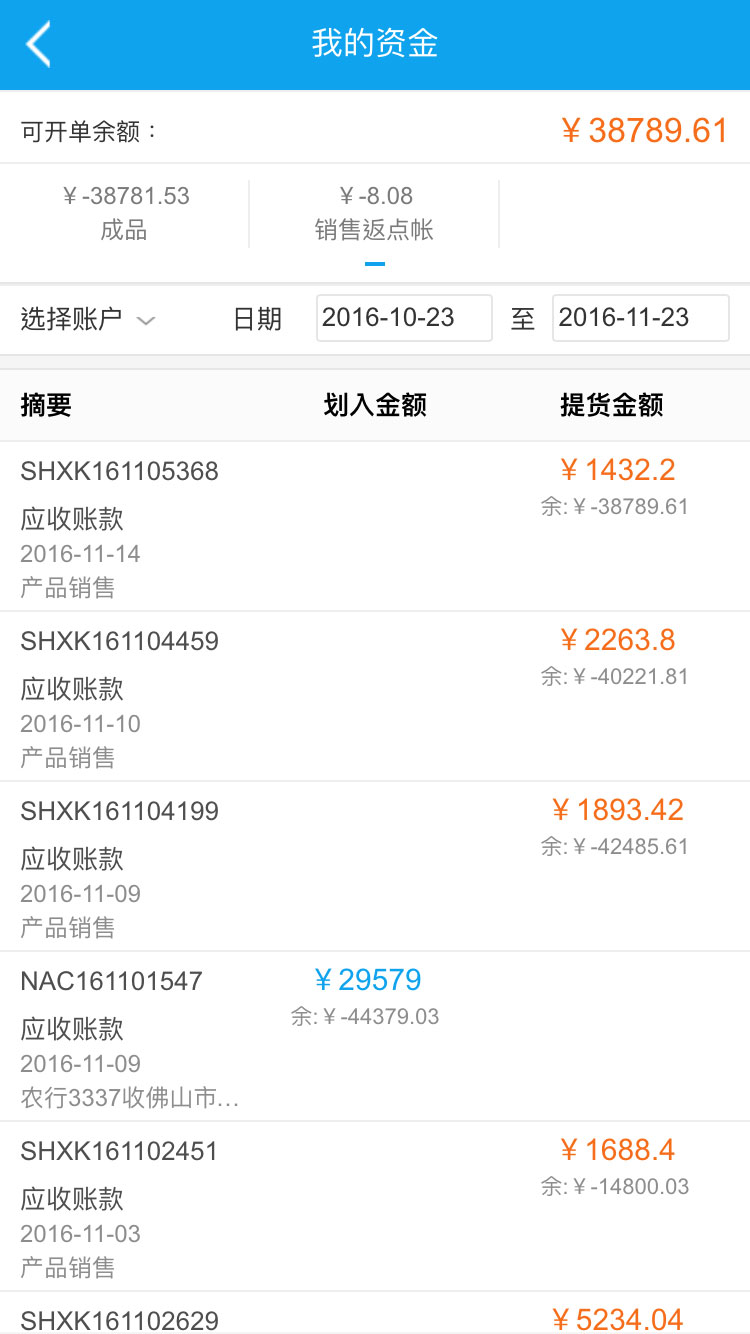 我的资金
可开单余额：
￥38789.61
￥-38781.53
成品
￥-8.08
销售返点帐
选择账户
日期
2016-10-23
至
2016-11-23
摘要 划入金额 提货金额
SHXK161105368
￥1432.2
余:￥-38789.61
应收账款
2016-11-14
产品销售
SHXK161104459
￥2263.8
余:￥-40221.81
应收账款
2016-11-10
产品销售
SHXK161104199
￥1893.42
余:￥-42485.61
应收账款
2016-11-09
产品销售
NAC161101547
￥29579
余:￥-44379.03
应收账款
2016-11-09
农行3337收佛山市...
SHXK161102451
￥1688.4
余:￥-14800.03
应收账款
2016-11-03
产品销售
SHXK161102629
￥5234.04